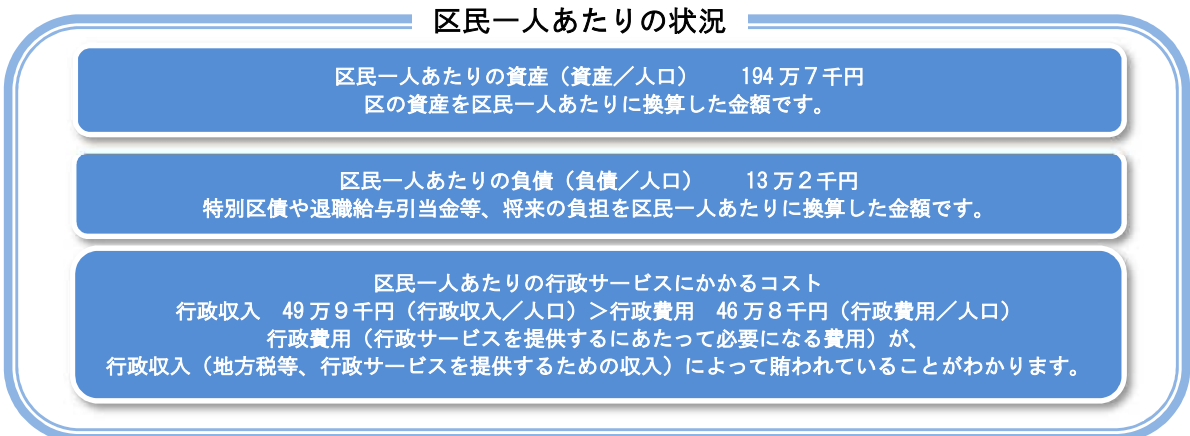 区民一人あたりの状況
区民一人あたりの資産（資産／人口）　　194万7千円
区の資産を区民一人あたりに換算した金額です。
区民一人あたりの負債（負債／人口）　　13万２千円
特別区債や退職給与引当金等、将来の負担を区民一人あたりに換算した金額です。
区民一人あたりの行政サービスにかかるコスト
行政収入　49万９千円（行政収入／人口）＞行政費用　46万８千円（行政費用／人口）
行政費用（行政サービスを提供するにあたって必要になる費用）が、
行政収入（地方税等、行政サービスを提供するための収入）によって賄われていることがわかります。